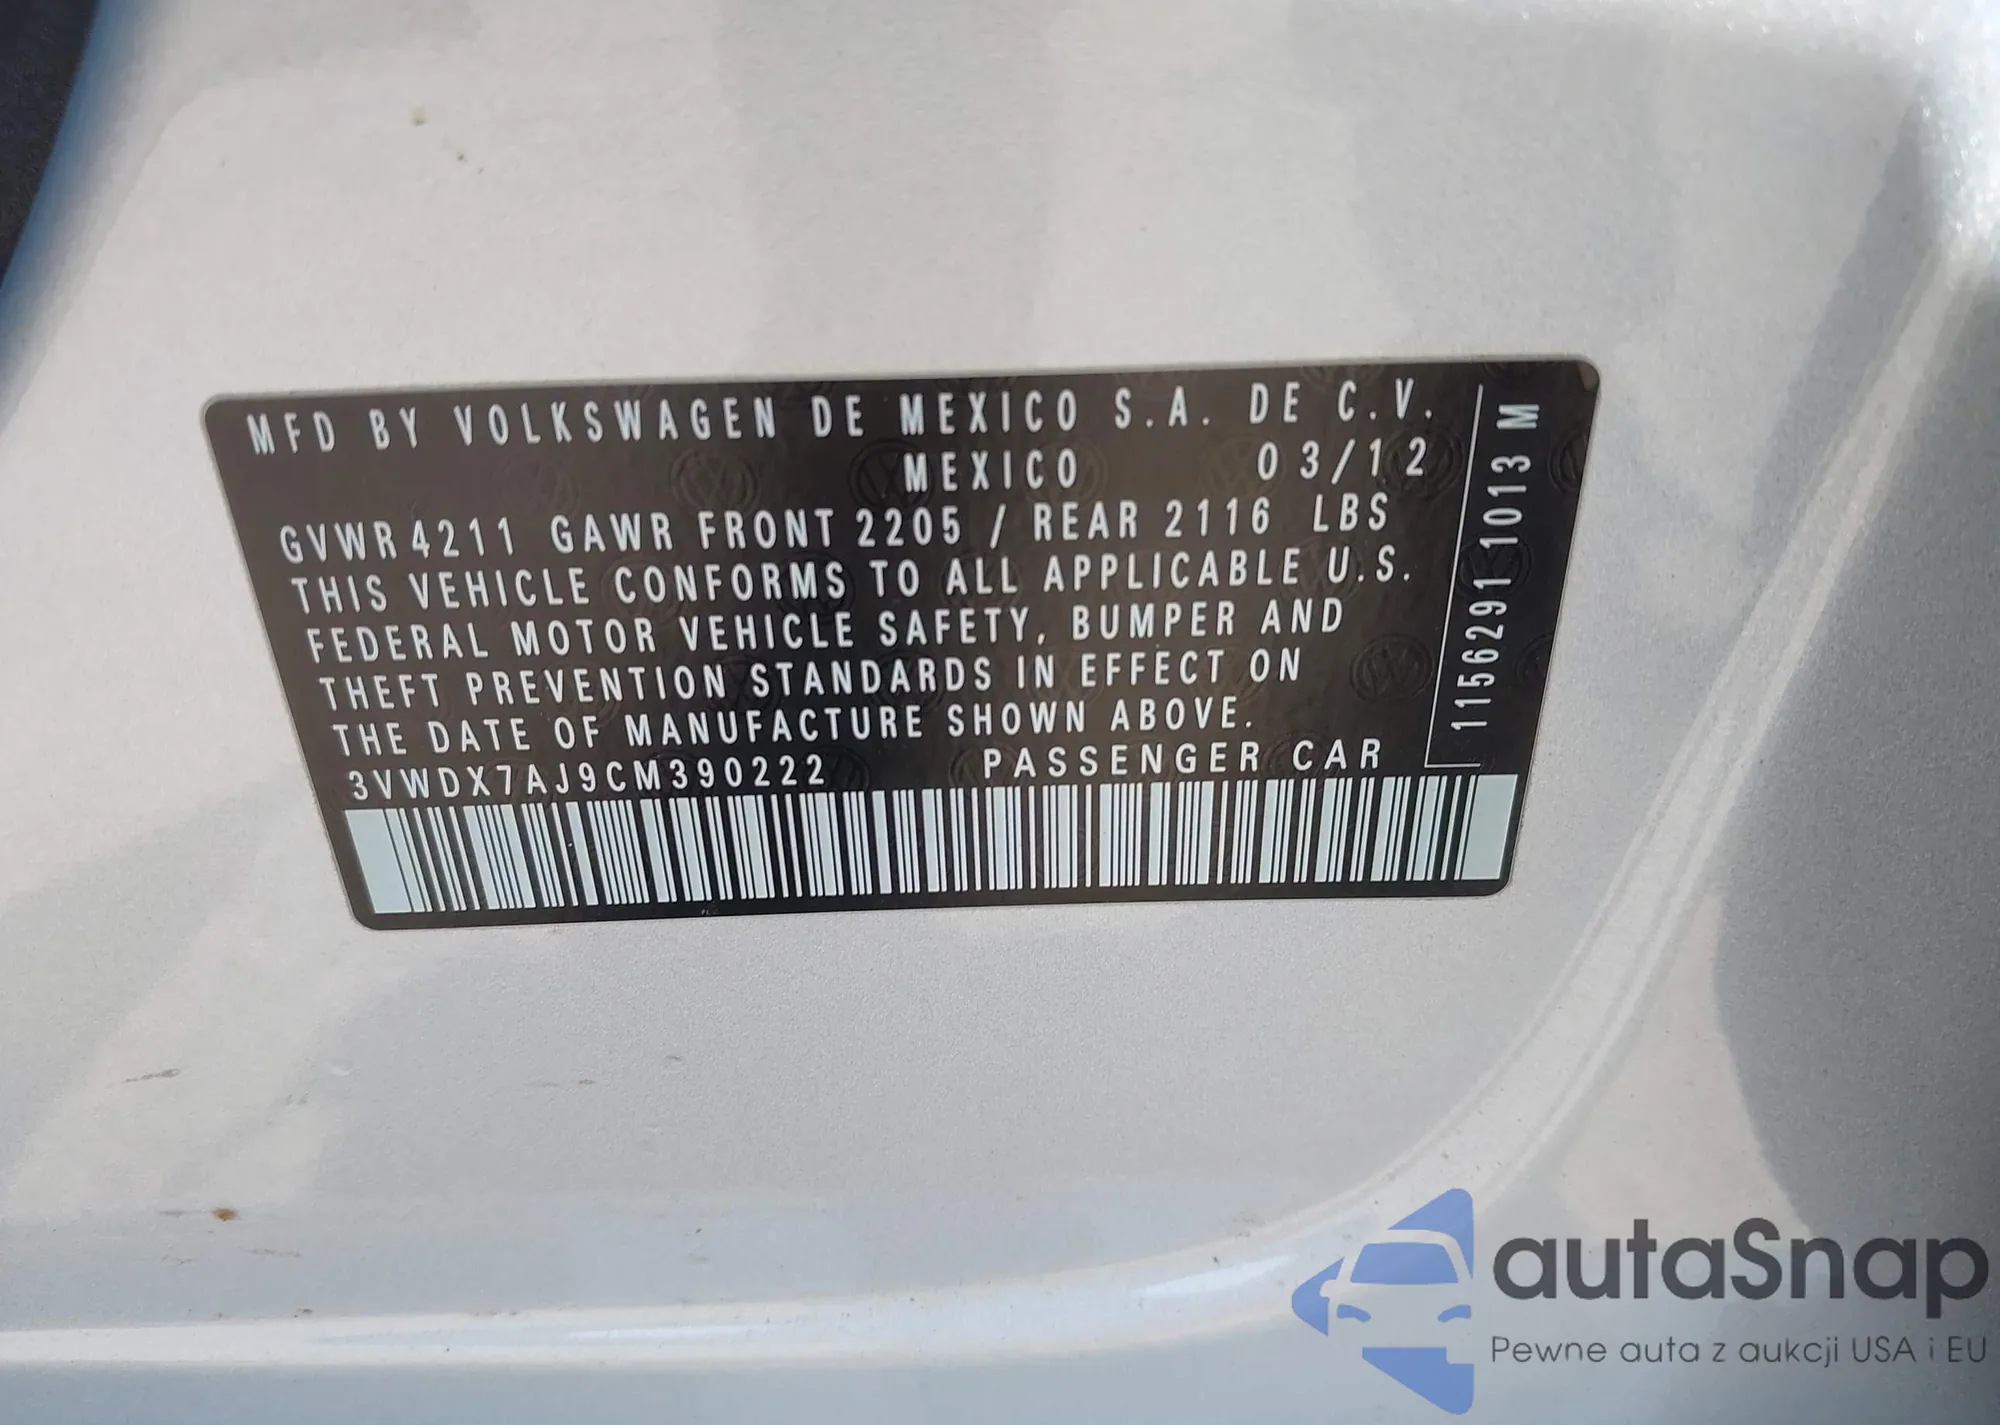 MFD BY VOLKSWAGEN DE MEXICO S.A. DE C.V.
MEXICO 03/12
GVWR 4211 GAWR FRONT 2205 / REAR 2116 LBS
THIS VEHICLE CONFORMS TO ALL APPLICABLE U.S.
FEDERAL MOTOR VEHICLE SAFETY, BUMPER AND
THEFT PREVENTION STANDARDS IN EFFECT ON
THE DATE OF MANUFACTURE SHOWN ABOVE.
3VWDX7AJ9CM390222 PASSENGER CAR
1156291 1013 M
autaSnap
Pewne auta z aukcji USA i EU